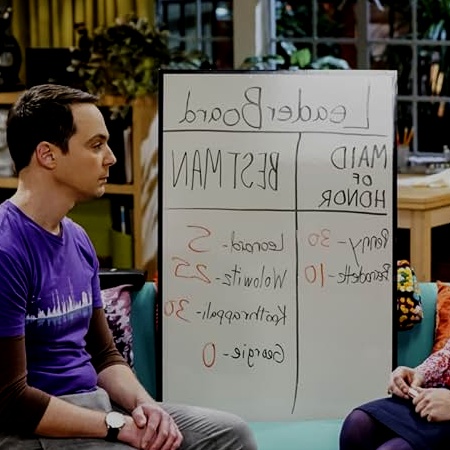 LeaderBoard
MAID
OF
HONOR
BEST MAN
Penny - 30
Bernadette - 10
Leonard - 5
Wolowitz - 25
Koothrappali - 30
Georgie - 0